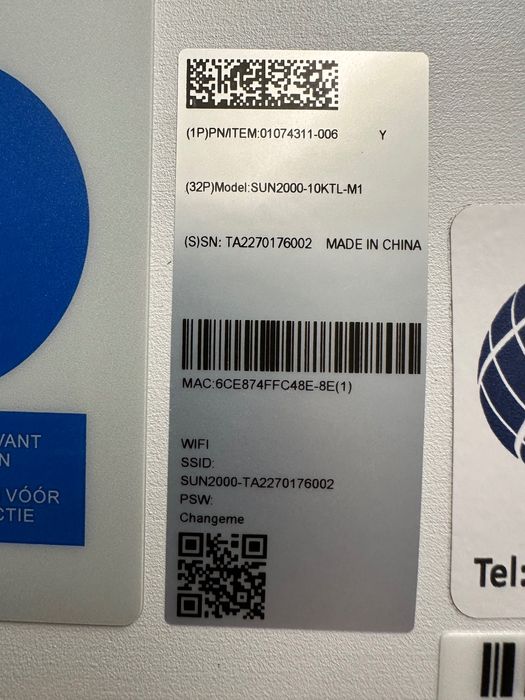 (1P)PN/ITEM:01074311-006 Y
(32P)Model:SUN2000-10KTL-M1
(S)SN: TA2270176002 MADE IN CHINA
MAC:6CE874FFC48E-8E(1)
WIFI
SSID:
SUN2000-TA2270176002
PSW:
Changeme
VANT
N
VÓÓR
CTIE
Tel: